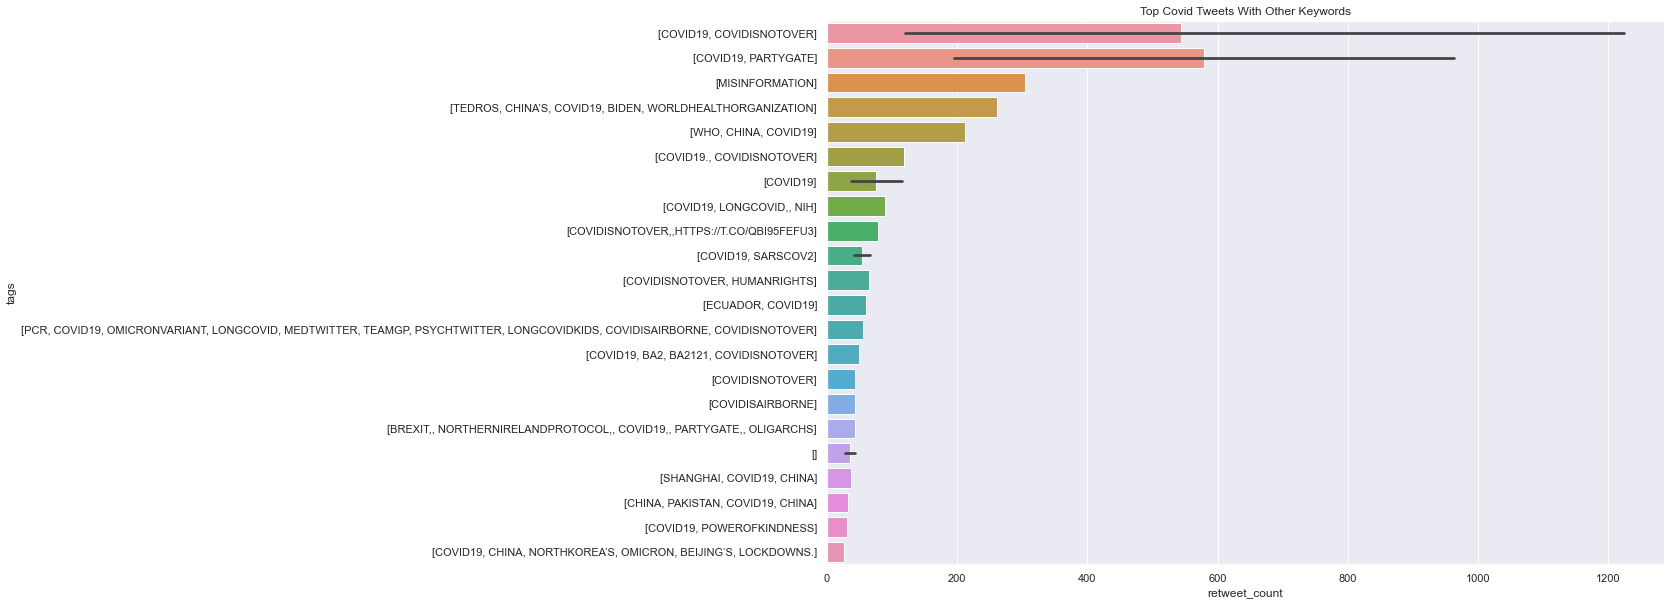 Top Covid Tweets With Other Keywords
[COVID19, COVIDISNOTOVER]
[COVID19, PARTYGATE]
[MISINFORMATION]
[TEDROS, CHINA'S, COVID19, BIDEN, WORLDHEALTHORGANIZATION]
[WHO, CHINA, COVID19]
[COVID19., COVIDISNOTOVER]
[COVID19]
[COVID19, LONGCOVID,, NIH]
[COVIDISNOTOVER,,HTTPS://T.CO/QBI95FEFU3]
[COVID19, SARSCOV2]
[COVIDISNOTOVER, HUMANRIGHTS]
[ECUADOR, COVID19]
[PCR, COVID19, OMICRONVARIANT, LONGCOVID, MEDTWITTER, TEAMGP, PSYCHTWITTER, LONGCOVIDKIDS, COVIDISAIRBORNE, COVIDISNOTOVER]
[COVID19, BA2, BA2121, COVIDISNOTOVER]
[COVIDISNOTOVER]
[COVIDISAIRBORNE]
[BREXIT,, NORTHERNIRELANDPROTOCOL,, COVID19,, PARTYGATE,, OLIGARCHS]
[]
[SHANGHAI, COVID19, CHINA]
[CHINA, PAKISTAN, COVID19, CHINA]
[COVID19, POWEROFKINDNESS]
[COVID19, CHINA, NORTHKOREA'S, OMICRON, BEIJING'S, LOCKDOWNS.]
tags
0 200 400 600 800 1000 1200
retweet_count